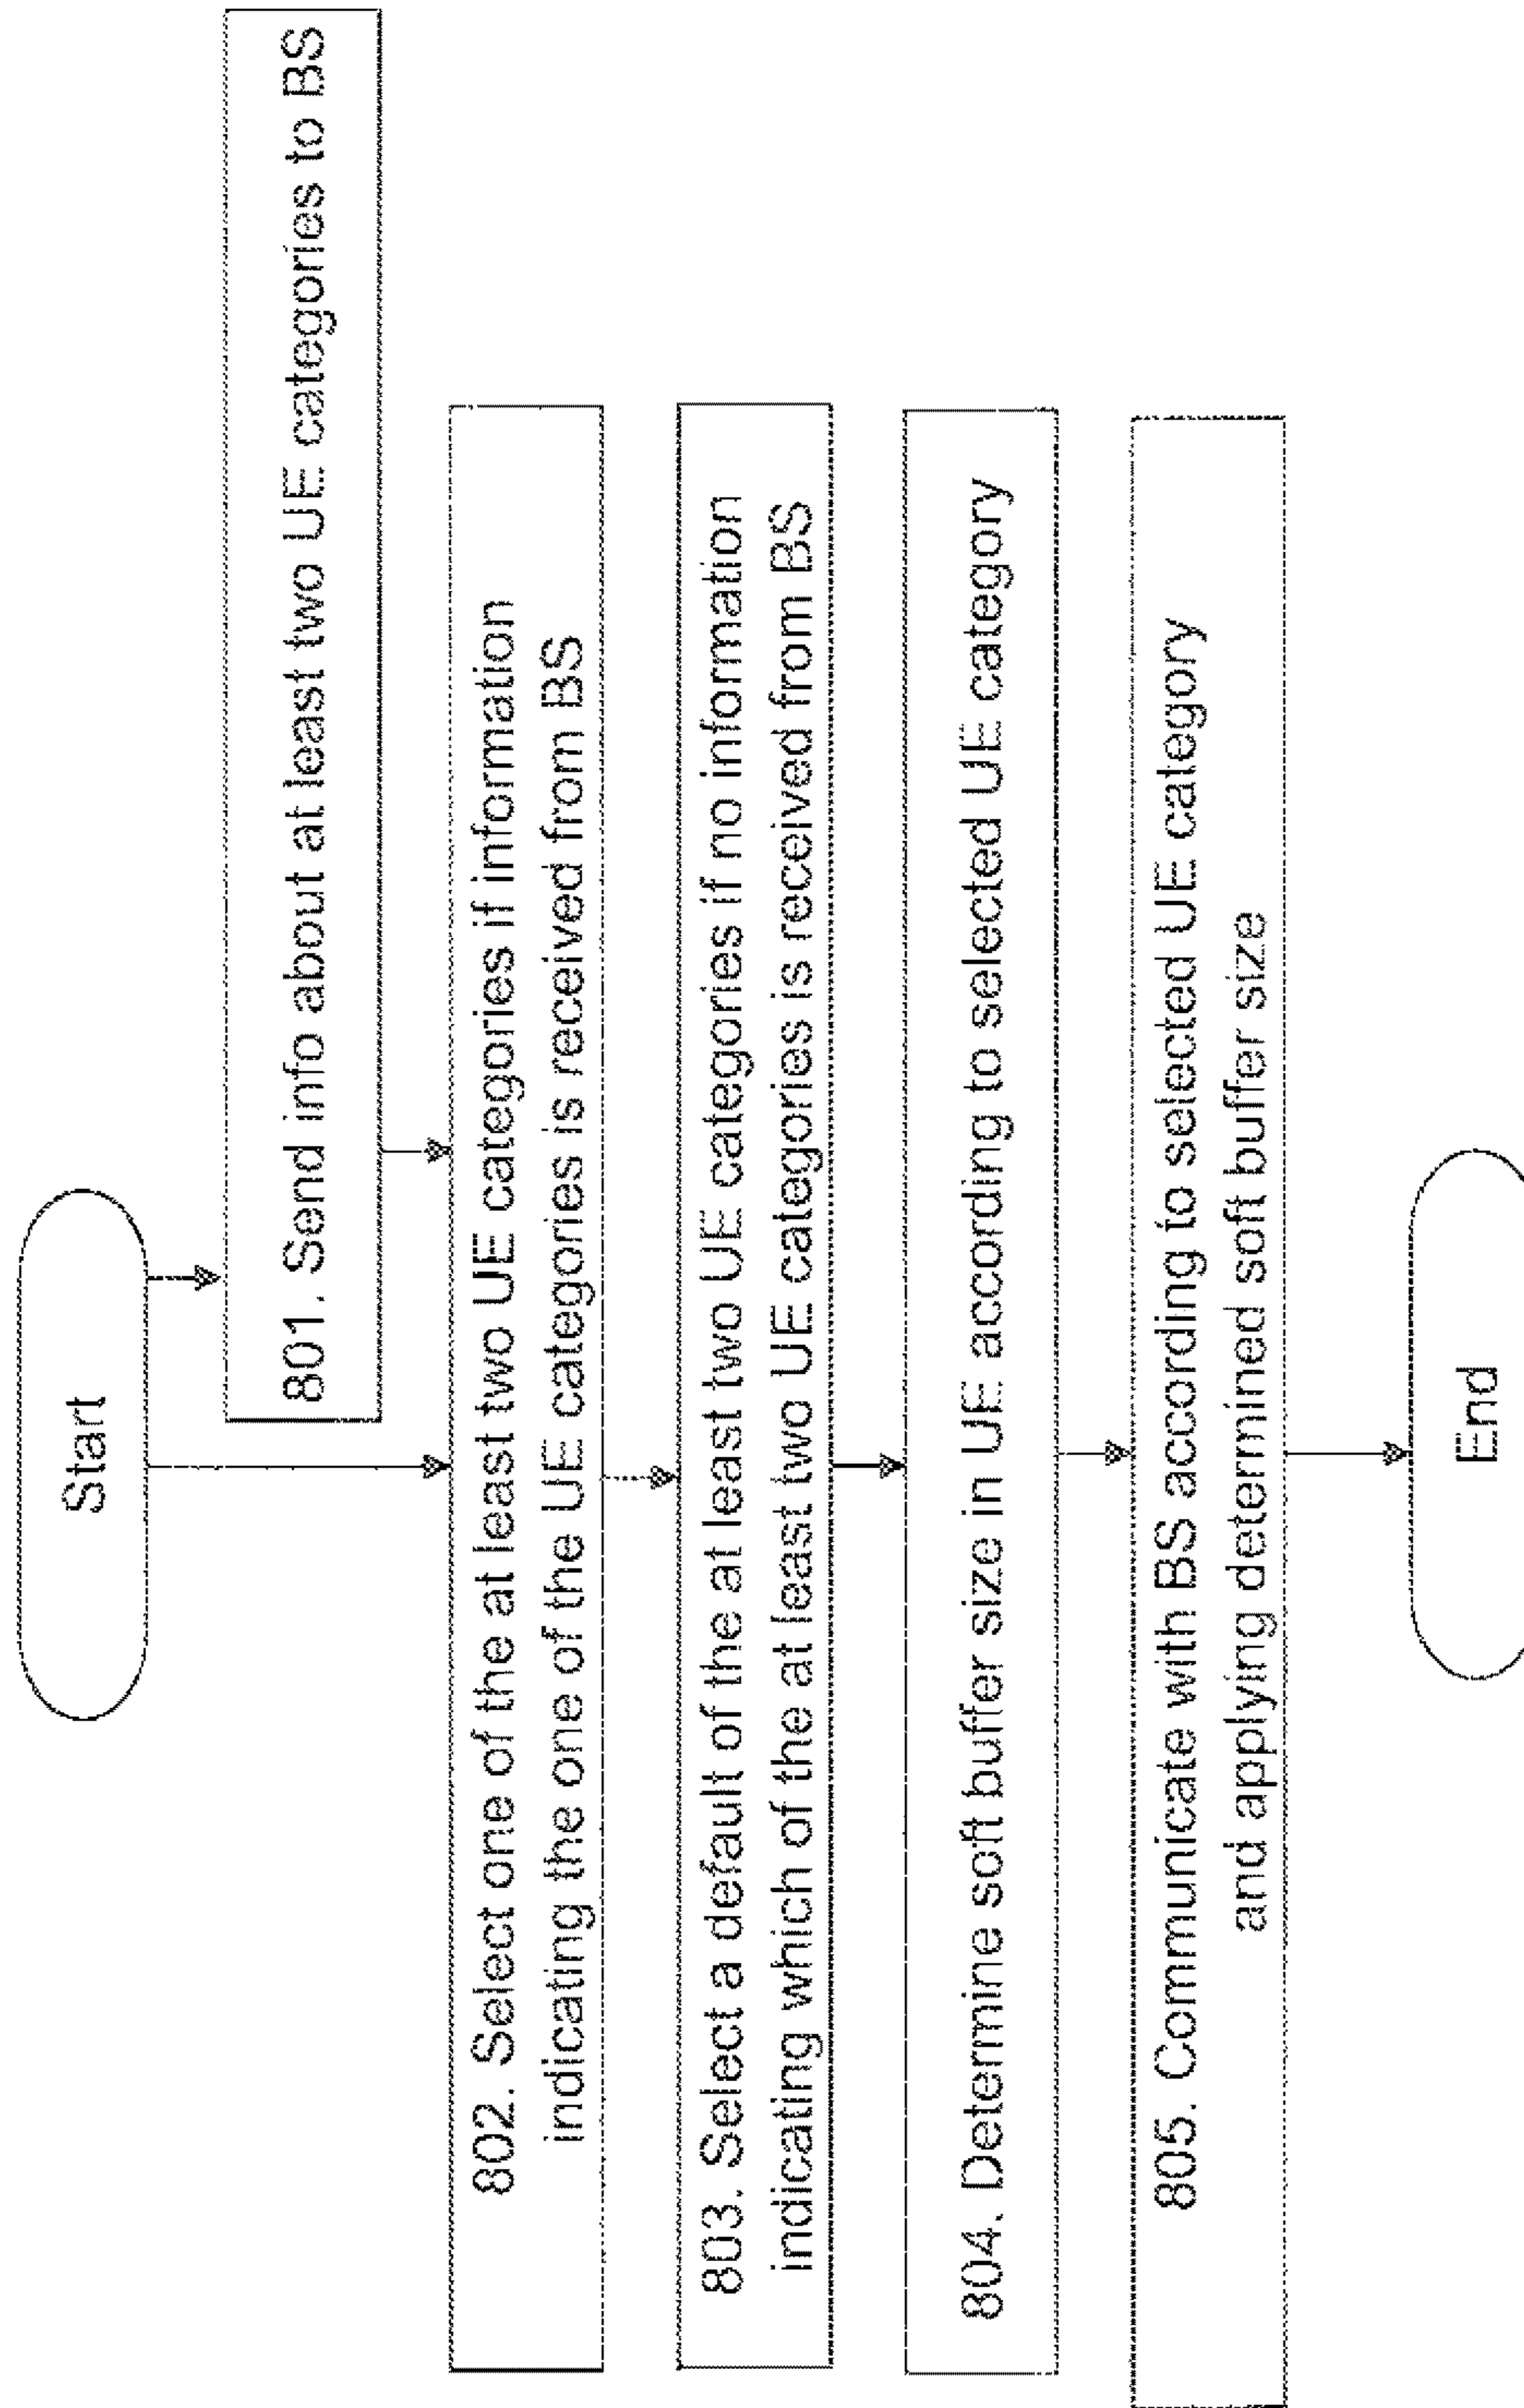 Start
801. Send info about at least two UE categories to BS
802. Select one of the at least two UE categories if information
indicating the one of the UE categories is received from BS
803. Select a default of the at least two UE categories if no information
indicating which of the at least two UE categories is received from BS
804. Determine soft buffer size in UE according to selected UE category
805. Communicate with BS according to selected UE category
and applying determined soft buffer size
End